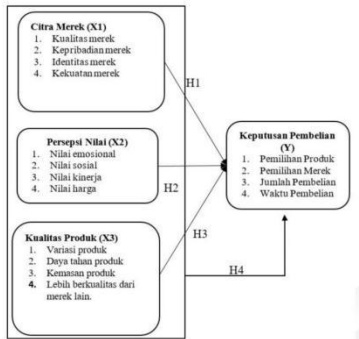 Citra Merek (X1)
1. Kualitas merek
2. Kepribadian merek
3. Identitas merek
4. Kekuatan merek
H1
Persepsi Nilai (X2)
1. Nilai emosional
2. Nilai sosial
3. Nilai kinerja
4. Nilai harga
H2
Keputusan Pembelian
(Y)
1. Pemilihan Produk
2. Pemilihan Merek
3. Jumlah Pembelian
4. Waktu Pembelian
Kualitas Produk (X3)
1. Variasi produk
2. Daya tahan produk
3. Kemasan produk
4. Lebih berkualitas dari
merek lain.
H3
H4